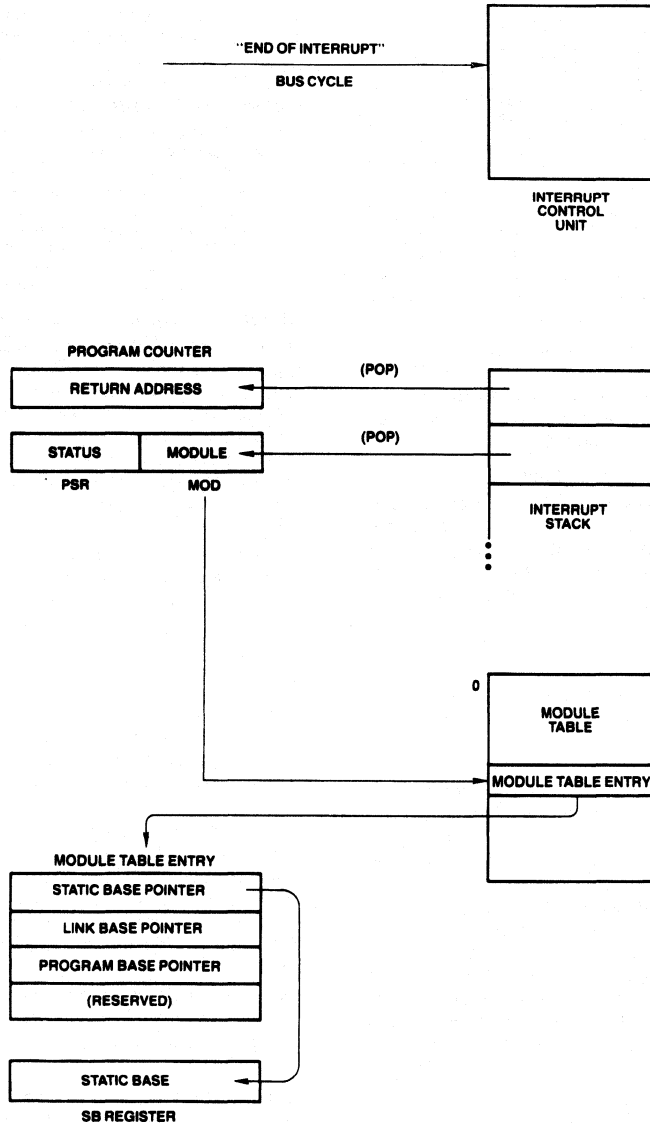 "END OF INTERRUPT"
BUS CYCLE
INTERRUPT
CONTROL
UNIT
PROGRAM COUNTER
RETURN ADDRESS
(POP)
STATUS
MODULE
(POP)
PSR
MOD
INTERRUPT
STACK
0
MODULE
TABLE
MODULE TABLE ENTRY
MODULE TABLE ENTRY
STATIC BASE POINTER
LINK BASE POINTER
PROGRAM BASE POINTER
(RESERVED)
STATIC BASE
SB REGISTER